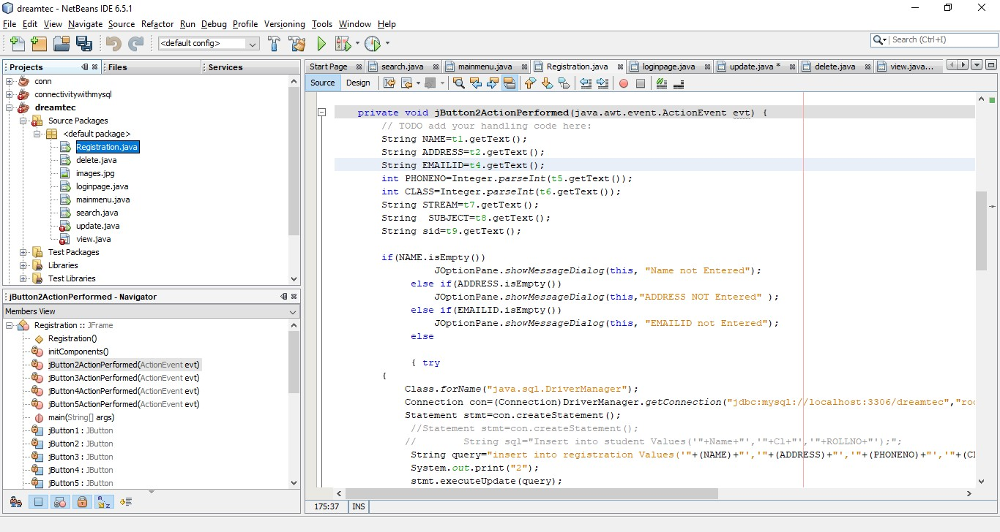 dreamtec - NetBeans IDE 6.5.1
File Edit View Navigate Source Refactor Run Debug Profile Versioning Tools Window Help
<default config>
Search (Ctrl+I)
Projects
Files
Services
conn
connectivitywithmysql
dreamtec
Source Packages
<default package>
Registration.java
delete.java
images.jpg
loginpage.java
mainmenu.java
search.java
update.java
view.java
Test Packages
Libraries
Test Libraries
jButton2ActionPerformed - Navigator
Members View
Registration :: JFrame
Registration()
initComponents()
jButton2ActionPerformed(ActionEvent evt)
jButton3ActionPerformed(ActionEvent evt)
jButton4ActionPerformed(ActionEvent evt)
jButton5ActionPerformed(ActionEvent evt)
main(String[] args)
jButton1 : JButton
jButton2 : JButton
jButton3 : JButton
jButton4 : JButton
jButton5 : JButton
Start Page search.java mainmenu.java Registration.java loginpage.java update.java * delete.java view.java...
Source Design
private void jButton2ActionPerformed(java.awt.event.ActionEvent evt) {
// TODO add your handling code here:
String NAME=t1.getText();
String ADDRESS=t2.getText();
String EMAILID=t4.getText();
int PHONENO=Integer.parseInt(t5.getText());
int CLASS=Integer.parseInt(t6.getText());
String STREAM=t7.getText();
String  SUBJECT=t8.getText();
String sid=t9.getText();
if(NAME.isEmpty())
JOptionPane.showMessageDialog(this, "Name not Entered");
else if(ADDRESS.isEmpty())
JOptionPane.showMessageDialog(this,"ADDRESS NOT Entered" );
else if(EMAILID.isEmpty())
JOptionPane.showMessageDialog(this, "EMAILID not Entered");
else
{ try
{
Class.forName("java.sql.DriverManager");
Connection con=(Connection)DriverManager.getConnection("jdbc:mysql://localhost:3306/dreamtec","roo
Statement stmt=con.createStatement();
//Statement stmt=con.createStatement();
//        String sql="Insert into student Values('"+Name+"','"+Cl+"','"+ROLLNO+"');";
String query="insert into registration Values('"+(NAME)+"','"+(ADDRESS)+"','"+(PHONENO)+"','"+(CL
System.out.print("2");
stmt.executeUpdate(query);
175:37 INS